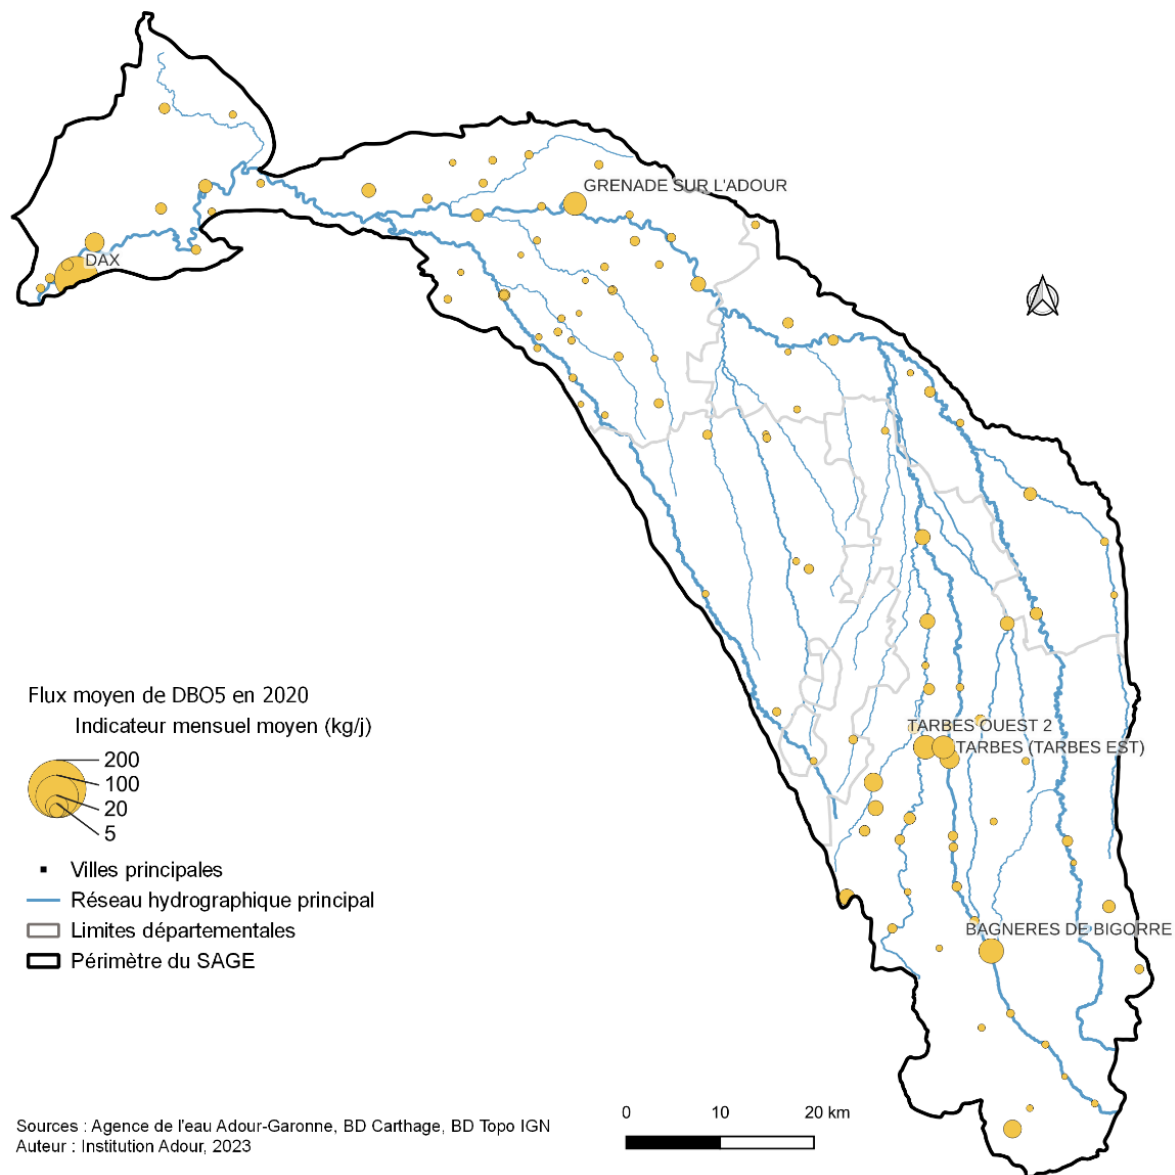 GRENADE SUR L'ADOUR
DAX
TARBES OUEST 2
TARBES (TARBES EST)
BAGNERES DE BIGORRE
Flux moyen de DBO5 en 2020
Indicateur mensuel moyen (kg/j)
200
100
20
5
Villes principales
Réseau hydrographique principal
Limites départementales
Périmètre du SAGE
0 10 20 km
Sources : Agence de l'eau Adour-Garonne, BD Carthage, BD Topo IGN
Auteur : Institution Adour, 2023